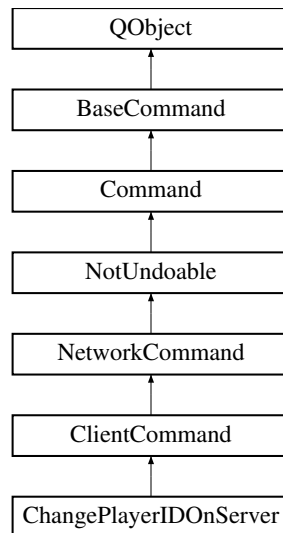 QObject
BaseCommand
Command
NotUndoable
NetworkCommand
ClientCommand
ChangePlayerIDOnServer